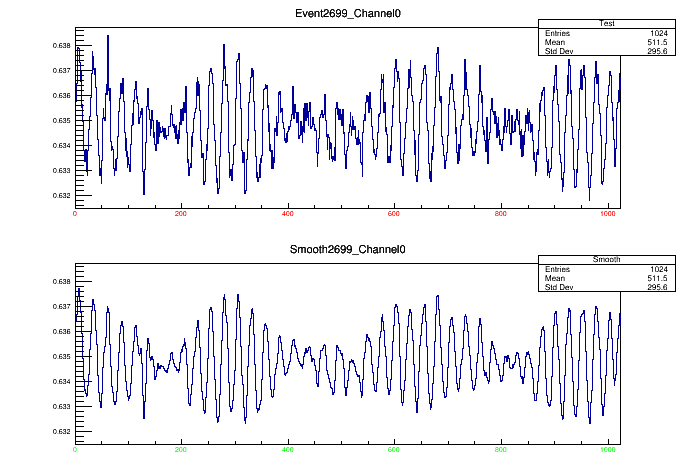 Event2699_Channel0
Test
Entries 1024
Mean 511.5
Std Dev 295.6
0.638
0.637
0.636
0.635
0.634
0.633
0.632
0 200 400 600 800 1000
Smooth2699_Channel0
Smooth
Entries 1024
Mean 511.5
Std Dev 295.6
0.638
0.637
0.636
0.635
0.634
0.633
0.632
0 200 400 600 800 1000